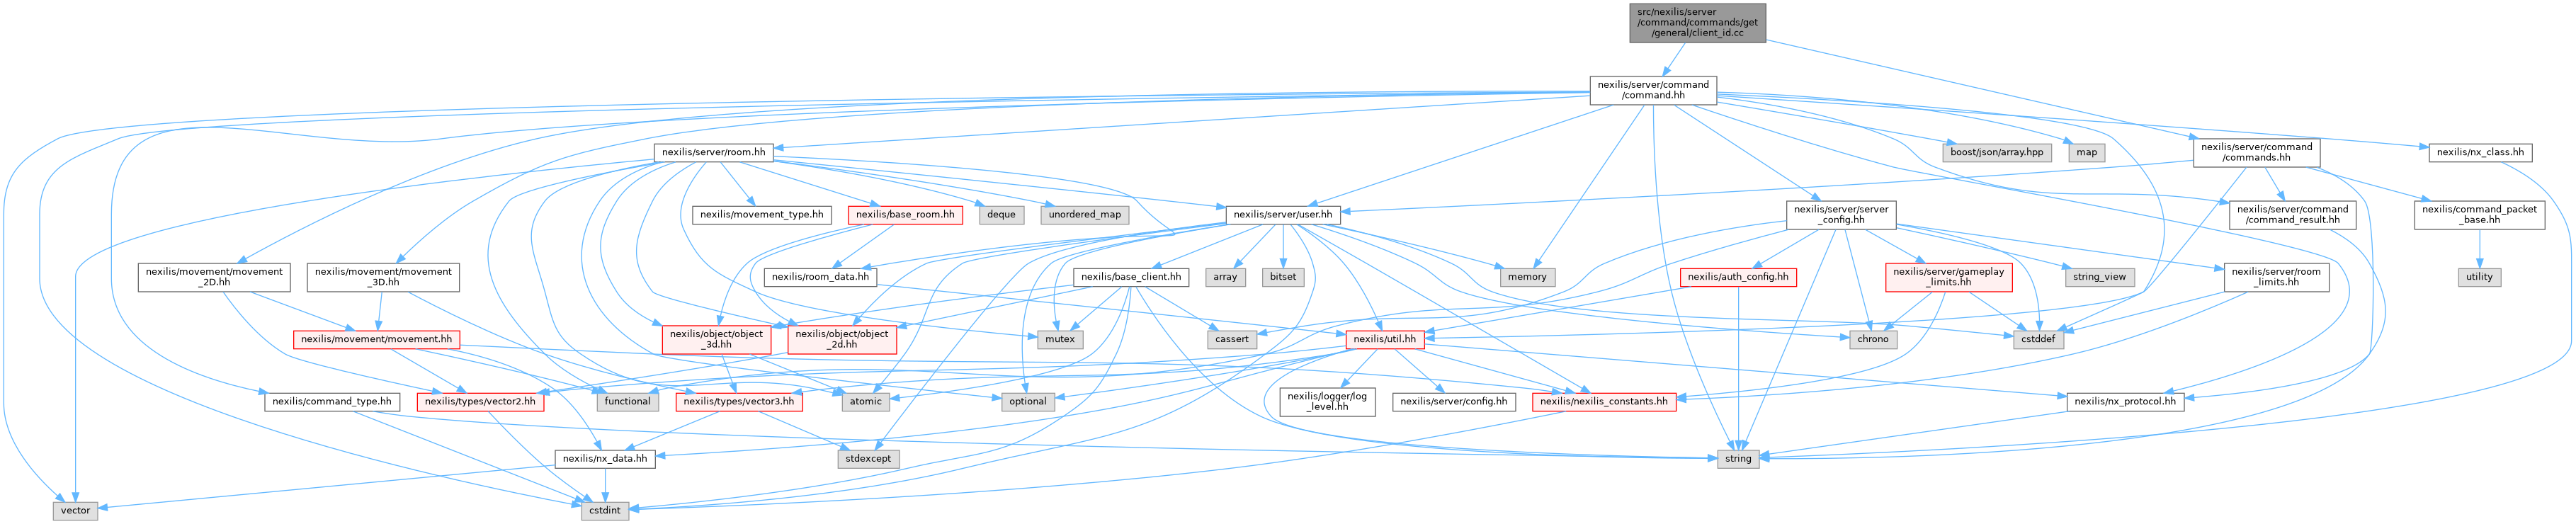 src/nexilis/server
/command/commands/get
/general/client_id.cc
nexilis/server/command
/command.hh
nexilis/server/room.hh
boost/json/array.hpp
map
nexilis/server/command
/commands.hh
nexilis/nx_class.hh
nexilis/movement_type.hh
nexilis/base_room.hh
deque
unordered_map
nexilis/server/user.hh
nexilis/server/server
_config.hh
nexilis/server/command
/command_result.hh
nexilis/command_packet
_base.hh
nexilis/movement/movement
_2D.hh
nexilis/movement/movement
_3D.hh
nexilis/room_data.hh
nexilis/base_client.hh
array
bitset
memory
nexilis/auth_config.hh
nexilis/server/gameplay
_limits.hh
string_view
nexilis/server/room
_limits.hh
utility
nexilis/movement/movement.hh
nexilis/object/object
_3d.hh
nexilis/object/object
_2d.hh
mutex
cassert
nexilis/util.hh
chrono
cstddef
nexilis/command_type.hh
nexilis/types/vector2.hh
functional
nexilis/types/vector3.hh
atomic
optional
nexilis/logger/log
_level.hh
nexilis/server/config.hh
nexilis/nexilis_constants.hh
nexilis/nx_protocol.hh
nexilis/nx_data.hh
stdexcept
string
vector
cstdint